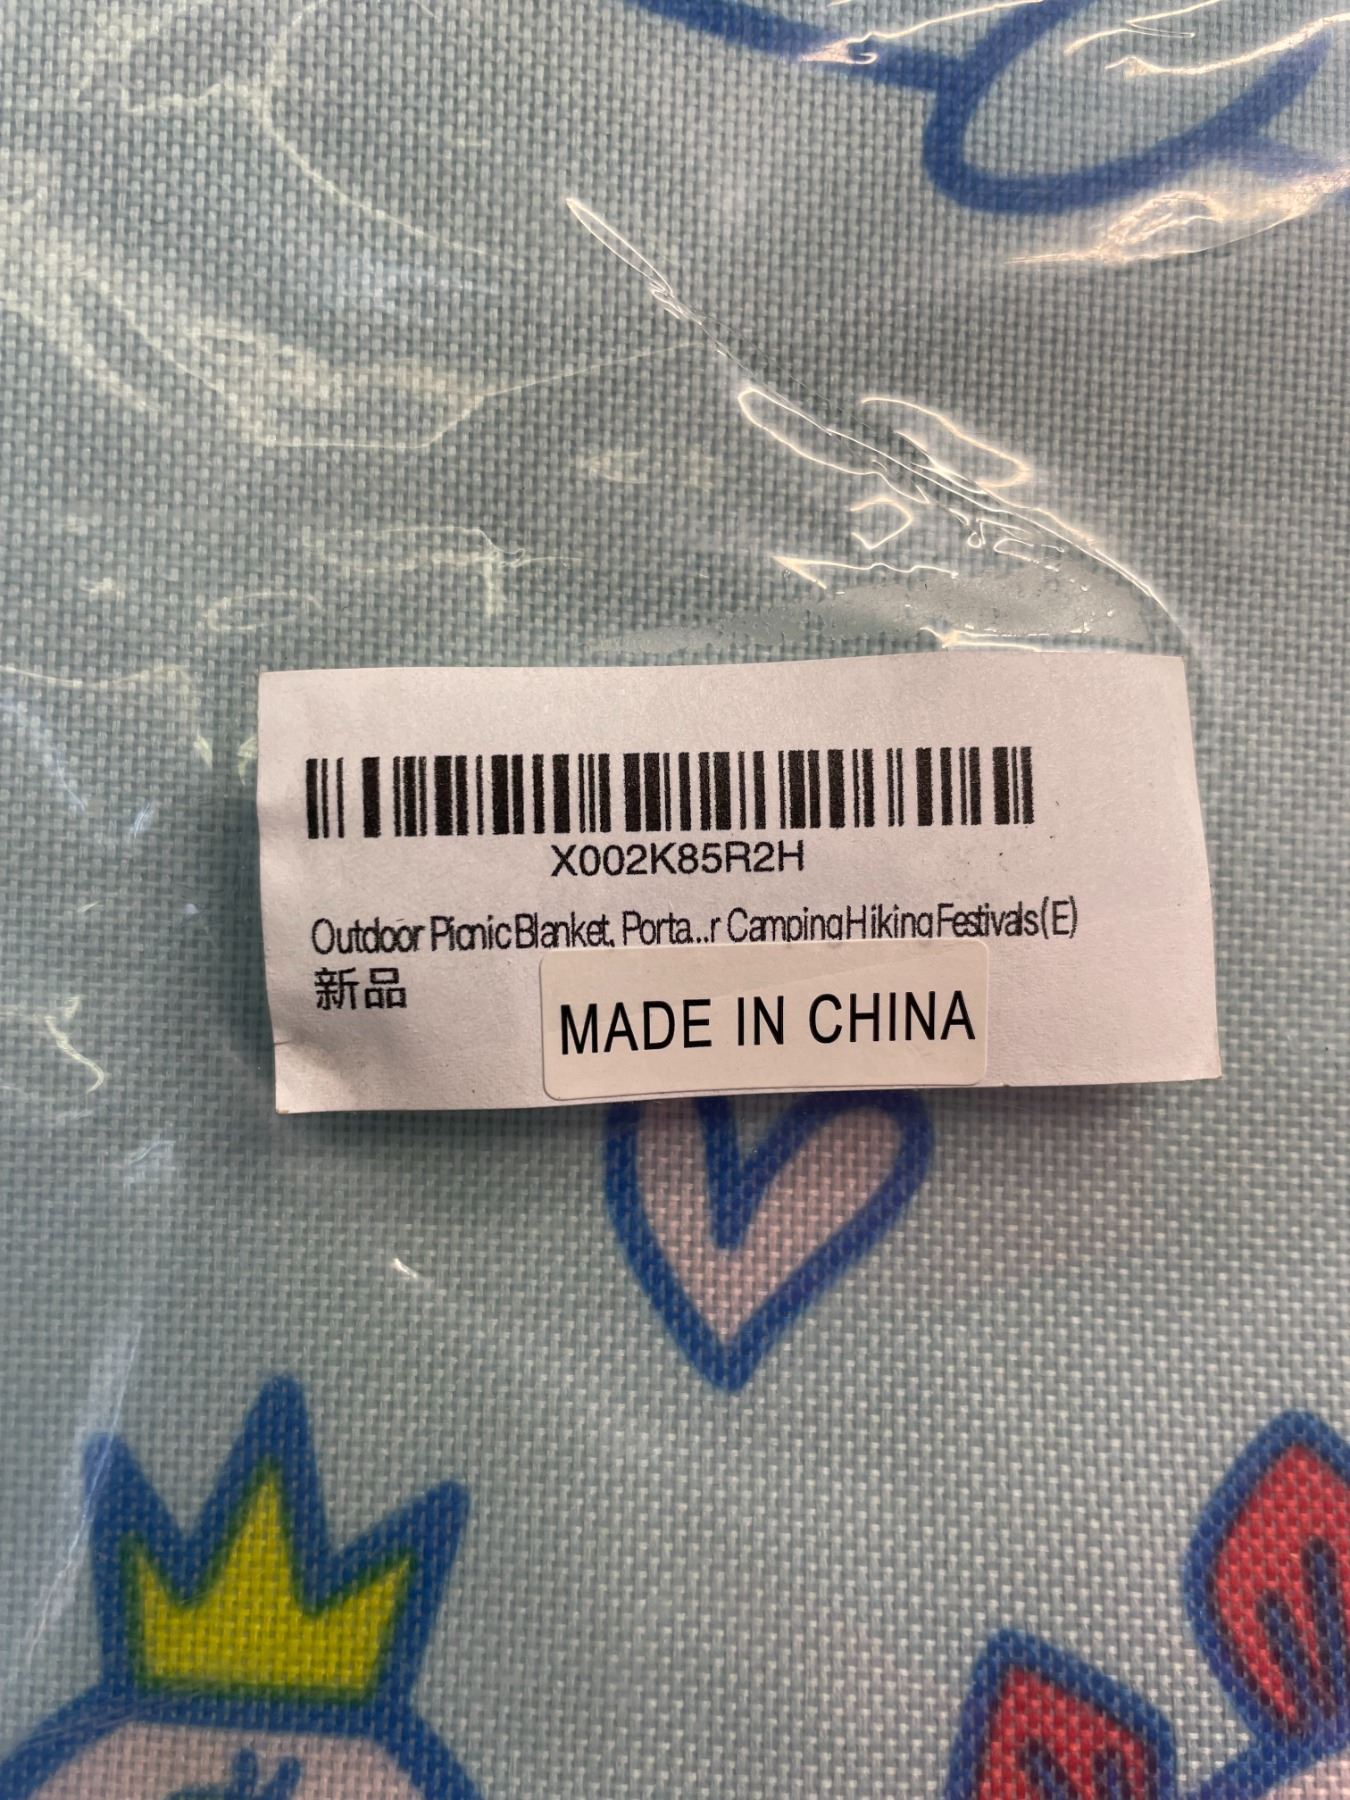 X002K85R2H
Outdoor Picnic Blanket, Porta...r Camping Hiking Festivals(E)
新品
MADE IN CHINA